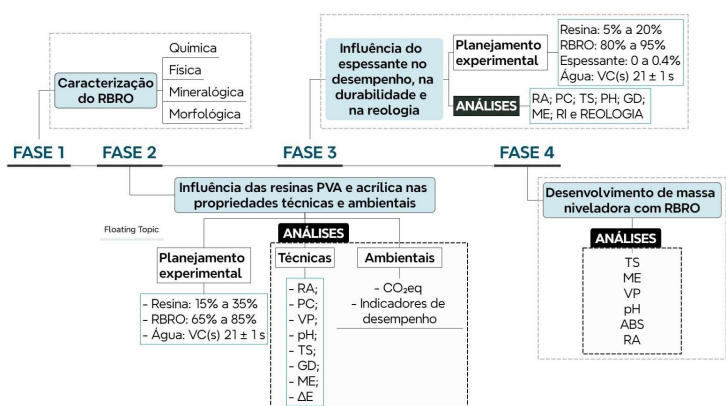 Caracterização
do RBRO
Química
Física
Mineralógica
Morfológica
Influência do
espessante no
desempenho, na
durabilidade e
na reologia
Planejamento
experimental
Resina: 5% a 20%
RBRO: 80% a 95%
Espessante: 0 a 0.4%
Água: VC(s) 21 ± 1 s
ANÁLISES
RA; PC; TS; PH; GD;
ME; RI e REOLOGIA
FASE 1
FASE 2
FASE 3
FASE 4
Influência das resinas PVA e acrílica nas
propriedades técnicas e ambientais
Floating Topic
Planejamento
experimental
- Resina: 15% a 35%
- RBRO: 65% a 85%
- Água: VC(s) 21 ± 1 s
ANÁLISES
Técnicas
- RA;
- PC;
- VP;
- pH;
- TS;
- GD;
- ME;
- ΔE
Ambientais
- CO₂eq
- Indicadores de
desempenho
Desenvolvimento de massa
niveladora com RBRO
ANÁLISES
TS
ME
VP
pH
ABS
RA